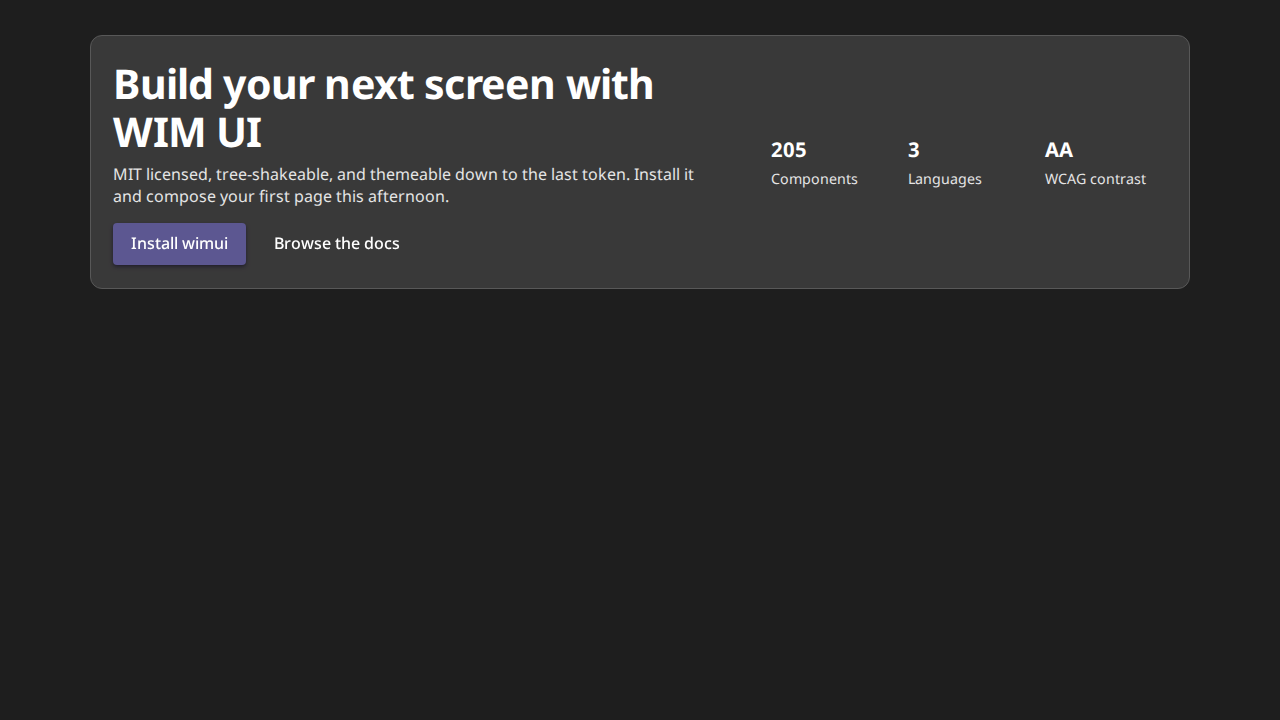 Build your next screen with
WIM UI
MIT licensed, tree-shakeable, and themeable down to the last token. Install it
and compose your first page this afternoon.
Install wimui
Browse the docs
205
Components
3
Languages
AA
WCAG contrast